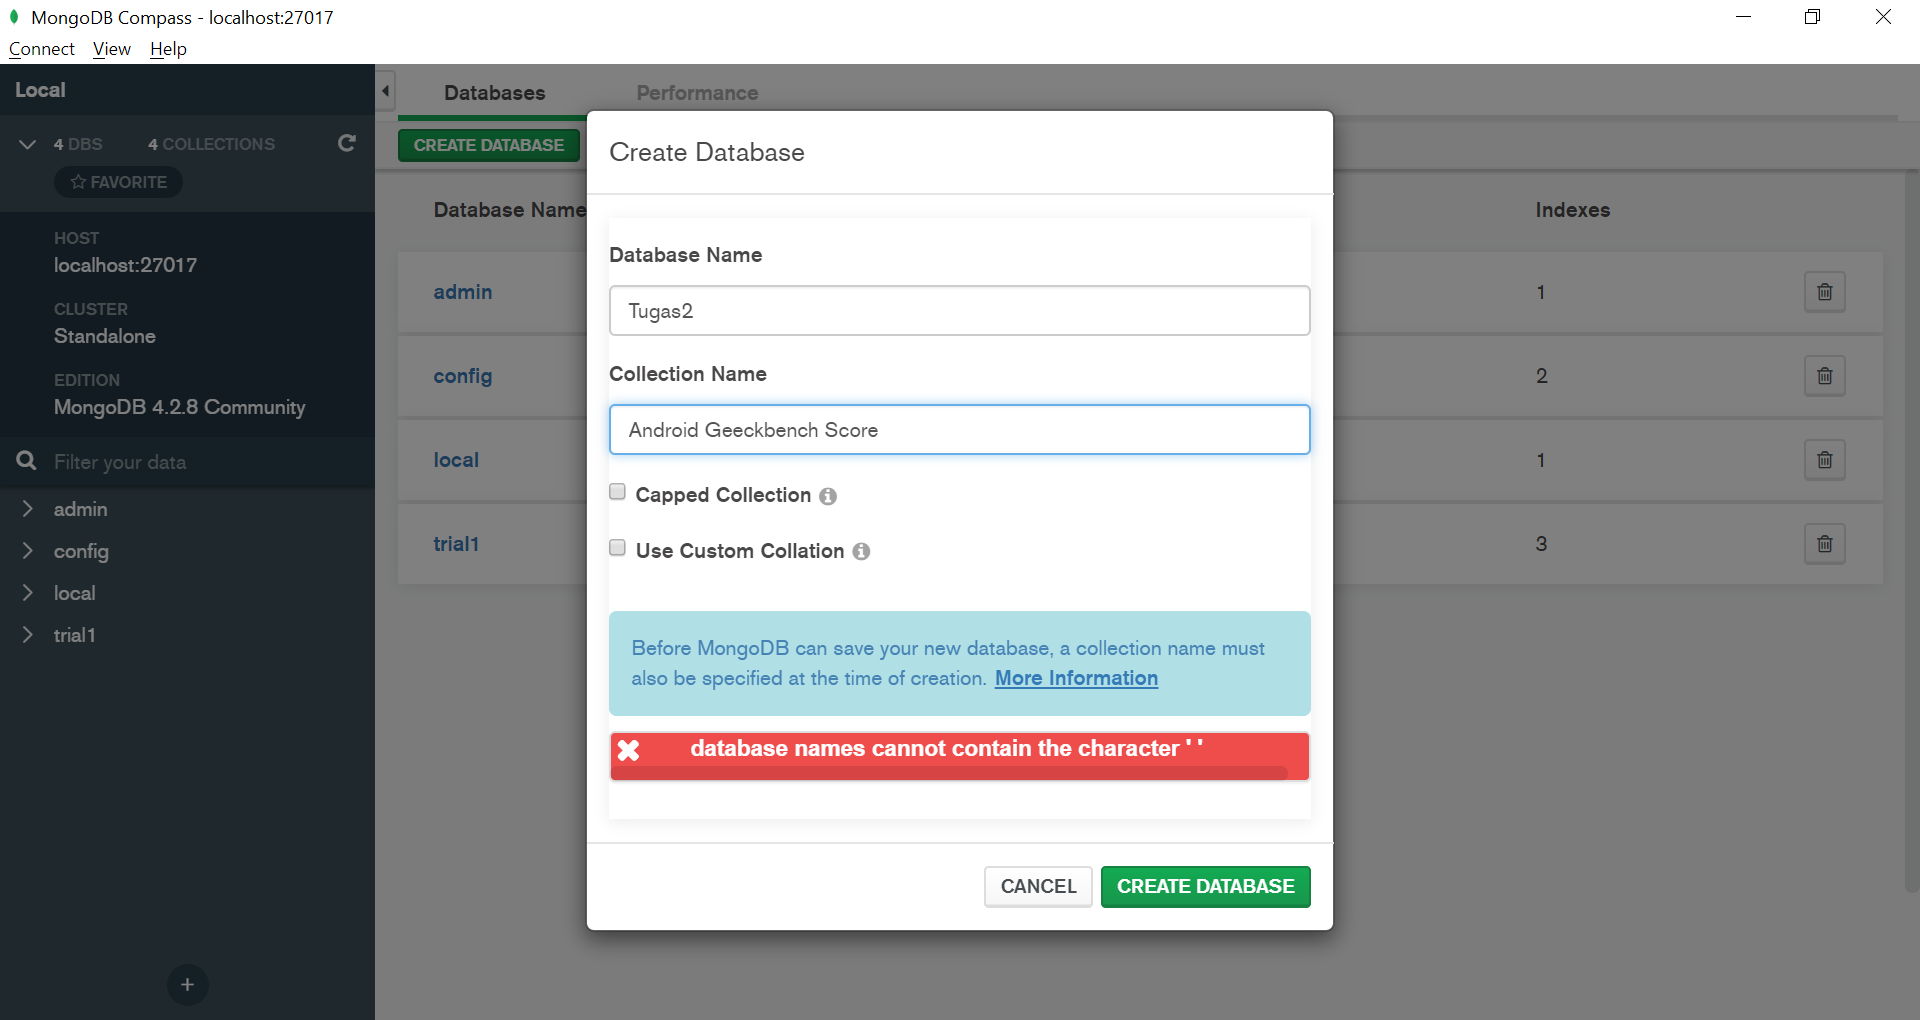 MongoDB Compass - localhost:27017
Connect View Help
Local
4 DBS 4 COLLECTIONS
FAVORITE
HOST
localhost:27017
CLUSTER
Standalone
EDITION
MongoDB 4.2.8 Community
Filter your data
admin
config
local
trial1
+
Databases Performance
CREATE DATABASE
Database Name Indexes
admin 1
config 2
local 1
trial1 3
Create Database
Database Name
Tugas2
Collection Name
Android Geeckbench Score
Capped Collection
Use Custom Collation
Before MongoDB can save your new database, a collection name must
also be specified at the time of creation. More Information
database names cannot contain the character ' '
CANCEL CREATE DATABASE